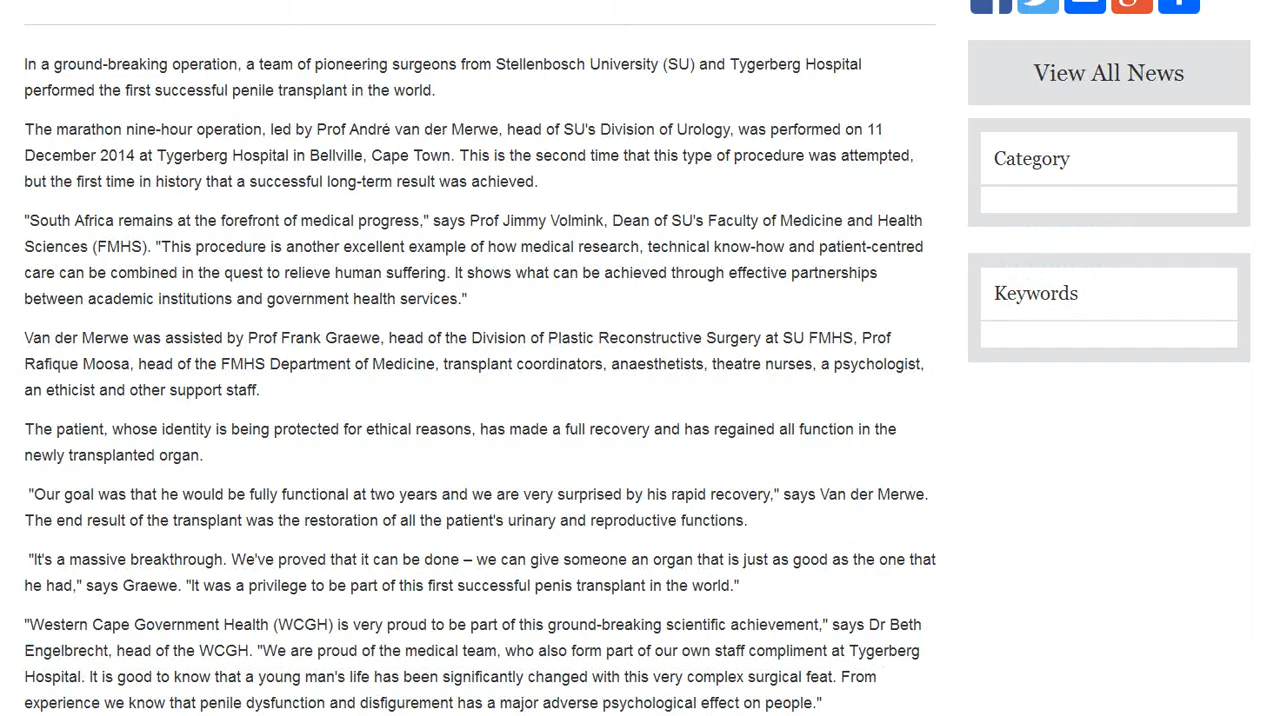 In a ground-breaking operation, a team of pioneering surgeons from Stellenbosch University (SU) and Tygerberg Hospital
performed the first successful penile transplant in the world.
The marathon nine-hour operation, led by Prof André van der Merwe, head of SU's Division of Urology, was performed on 11
December 2014 at Tygerberg Hospital in Bellville, Cape Town. This is the second time that this type of procedure was attempted,
but the first time in history that a successful long-term result was achieved.
"South Africa remains at the forefront of medical progress," says Prof Jimmy Volmink, Dean of SU's Faculty of Medicine and Health
Sciences (FMHS). "This procedure is another excellent example of how medical research, technical know-how and patient-centred
care can be combined in the quest to relieve human suffering. It shows what can be achieved through effective partnerships
between academic institutions and government health services."
Van der Merwe was assisted by Prof Frank Graewe, head of the Division of Plastic Reconstructive Surgery at SU FMHS, Prof
Rafique Moosa, head of the FMHS Department of Medicine, transplant coordinators, anaesthetists, theatre nurses, a psychologist,
an ethicist and other support staff.
The patient, whose identity is being protected for ethical reasons, has made a full recovery and has regained all function in the
newly transplanted organ.
"Our goal was that he would be fully functional at two years and we are very surprised by his rapid recovery," says Van der Merwe.
The end result of the transplant was the restoration of all the patient's urinary and reproductive functions.
"It's a massive breakthrough. We've proved that it can be done – we can give someone an organ that is just as good as the one that
he had," says Graewe. "It was a privilege to be part of this first successful penis transplant in the world."
"Western Cape Government Health (WCGH) is very proud to be part of this ground-breaking scientific achievement," says Dr Beth
Engelbrecht, head of the WCGH. "We are proud of the medical team, who also form part of our own staff compliment at Tygerberg
Hospital. It is good to know that a young man's life has been significantly changed with this very complex surgical feat. From
experience we know that penile dysfunction and disfigurement has a major adverse psychological effect on people."
View All News
Category
Keywords